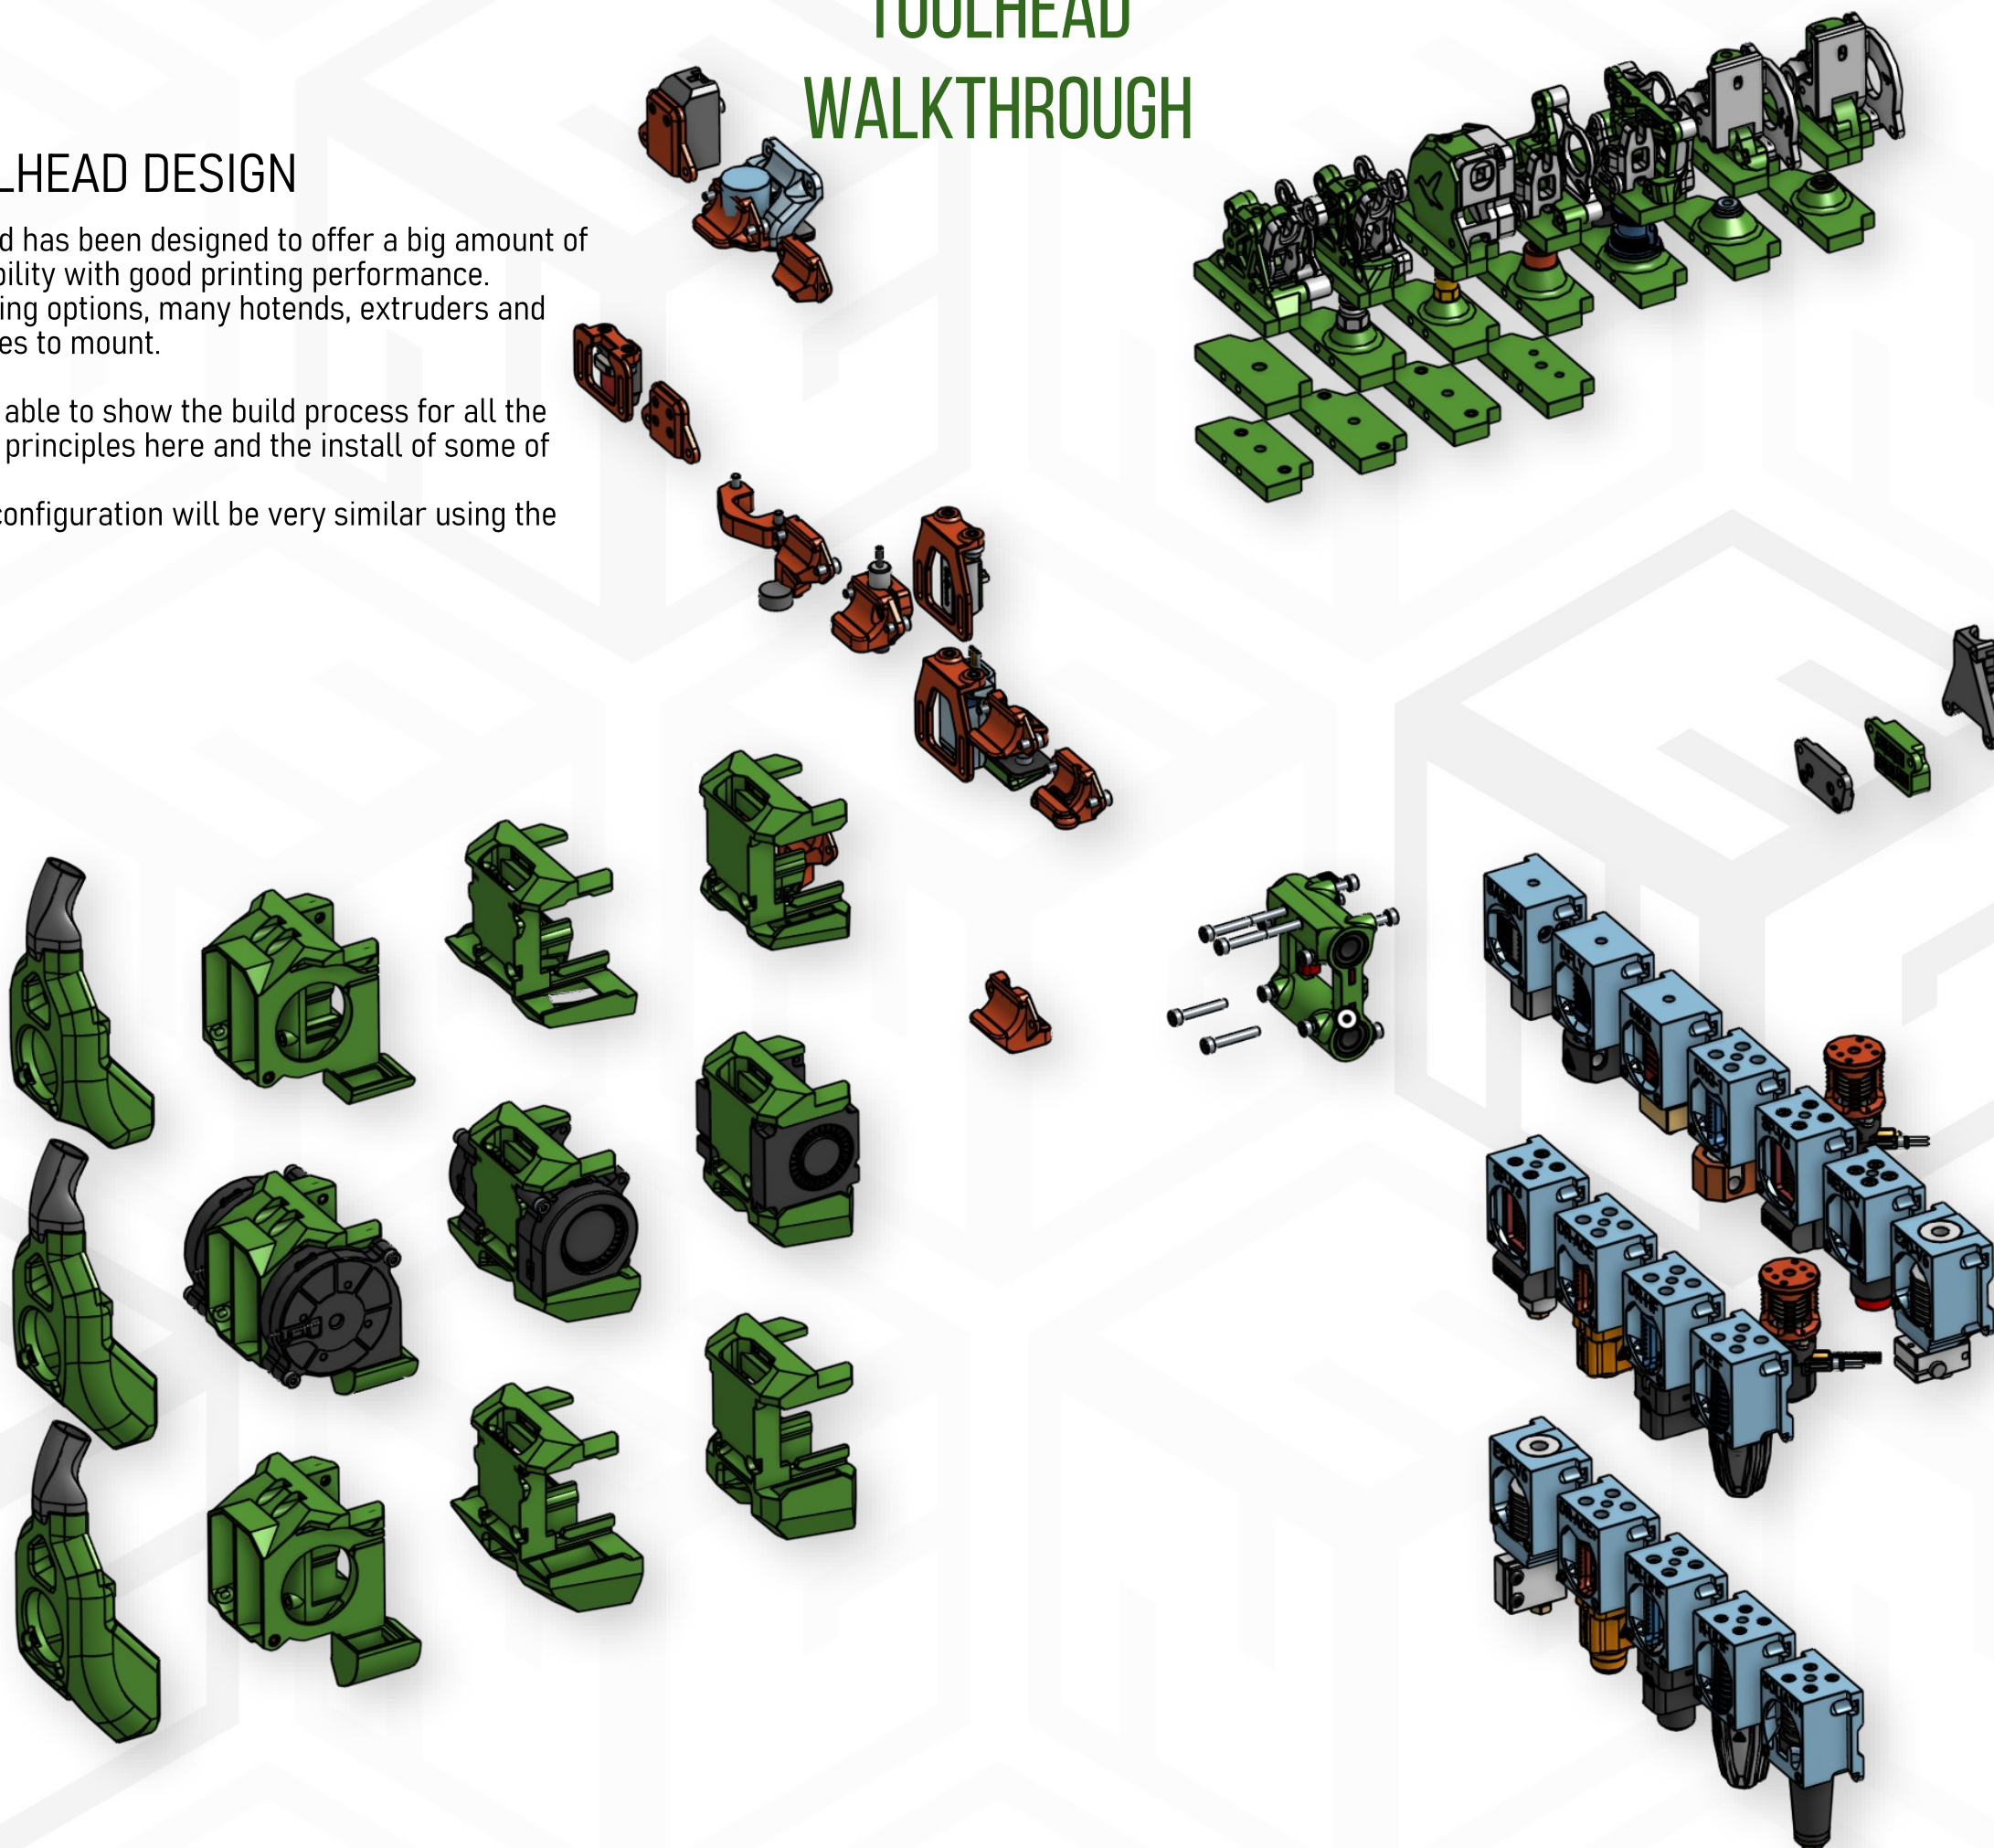 TOOLHEAD
WALKTHROUGH
LHEAD DESIGN
d has been designed to offer a big amount of
bility with good printing performance.
ing options, many hotends, extruders and
es to mount.
able to show the build process for all the
principles here and the install of some of
configuration will be very similar using the